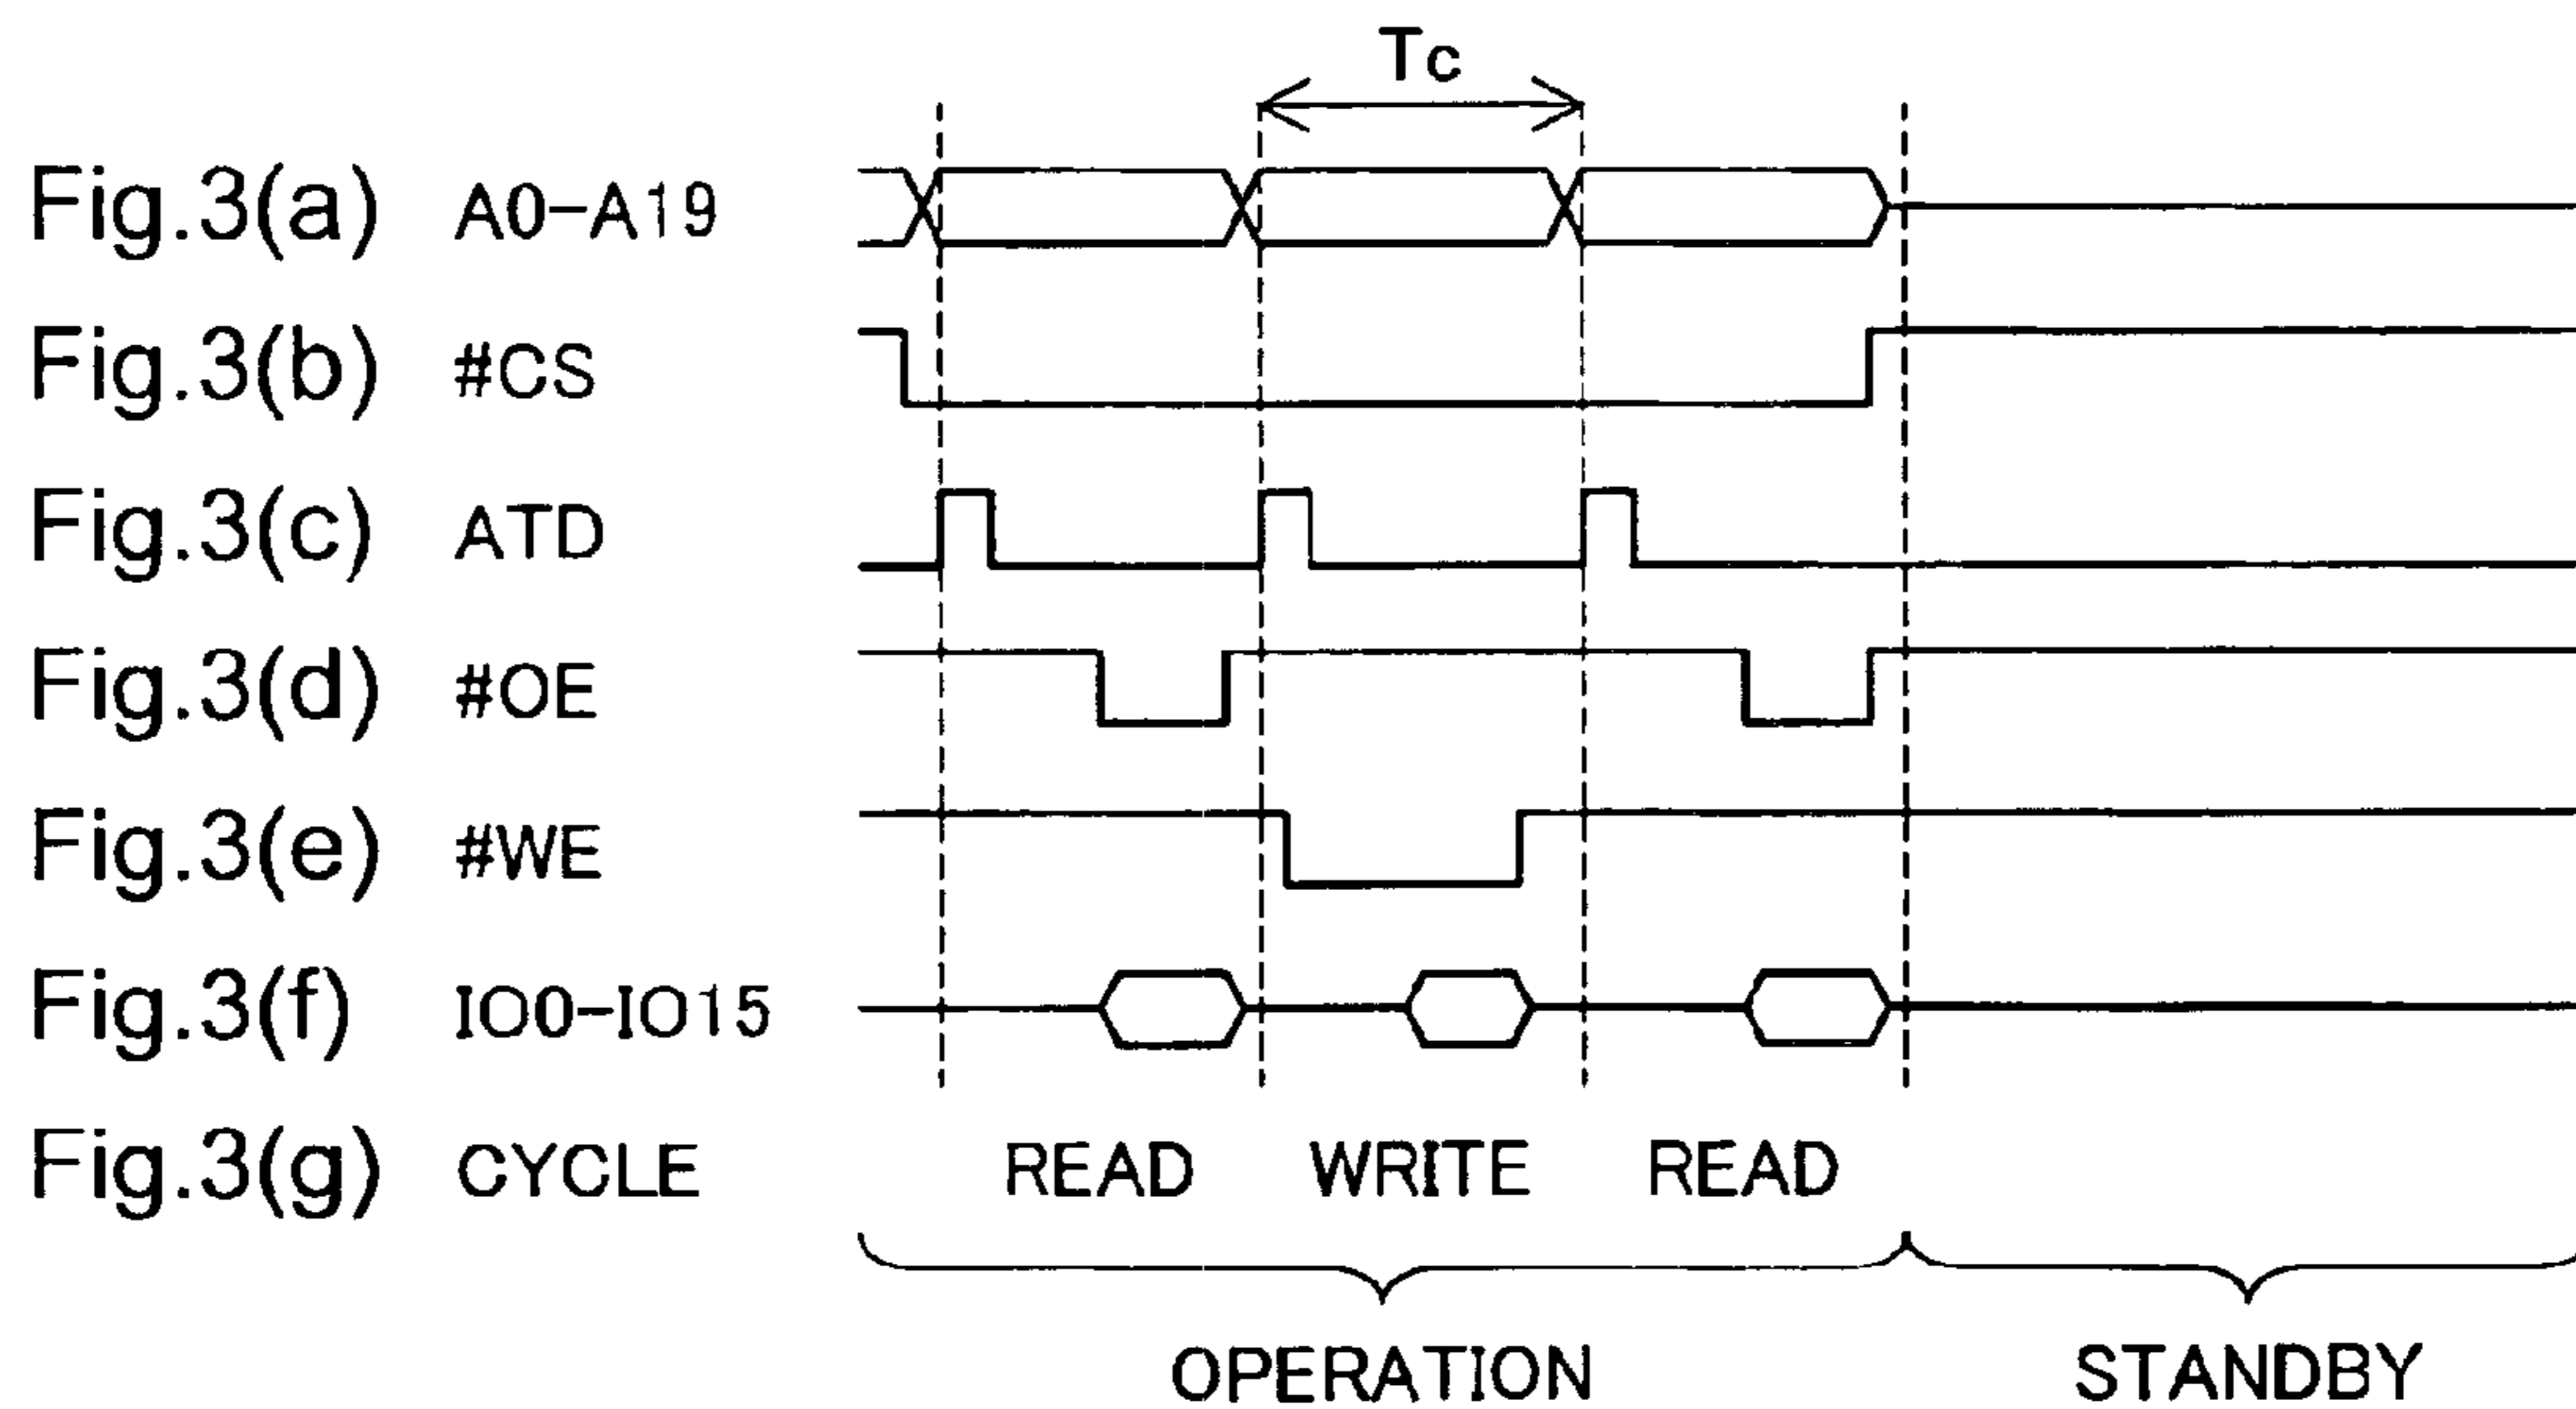 Tc
Fig.3(a) A0-A19
Fig.3(b) #CS
Fig.3(c) ATD
Fig.3(d) #OE
Fig.3(e) #WE
Fig.3(f) IO0-IO15
Fig.3(g) CYCLE READ WRITE READ
OPERATION STANDBY